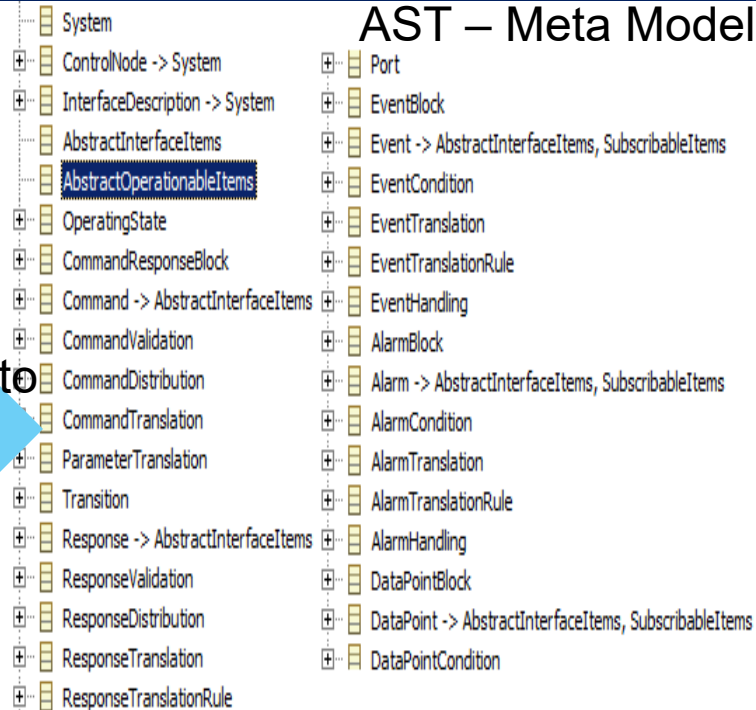 AST – Meta Model
System
ControlNode -> System
InterfaceDescription -> System
AbstractInterfaceItems
AbstractOperationableItems
OperatingState
CommandResponseBlock
Command -> AbstractInterfaceItems
CommandValidation
to
CommandDistribution
CommandTranslation
ParameterTranslation
Transition
Response -> AbstractInterfaceItems
ResponseValidation
ResponseDistribution
ResponseTranslation
ResponseTranslationRule
Port
EventBlock
Event -> AbstractInterfaceItems, SubscribableItems
EventCondition
EventTranslation
EventTranslationRule
EventHandling
AlarmBlock
Alarm -> AbstractInterfaceItems, SubscribableItems
AlarmCondition
AlarmTranslation
AlarmTranslationRule
AlarmHandling
DataPointBlock
DataPoint -> AbstractInterfaceItems, SubscribableItems
DataPointCondition